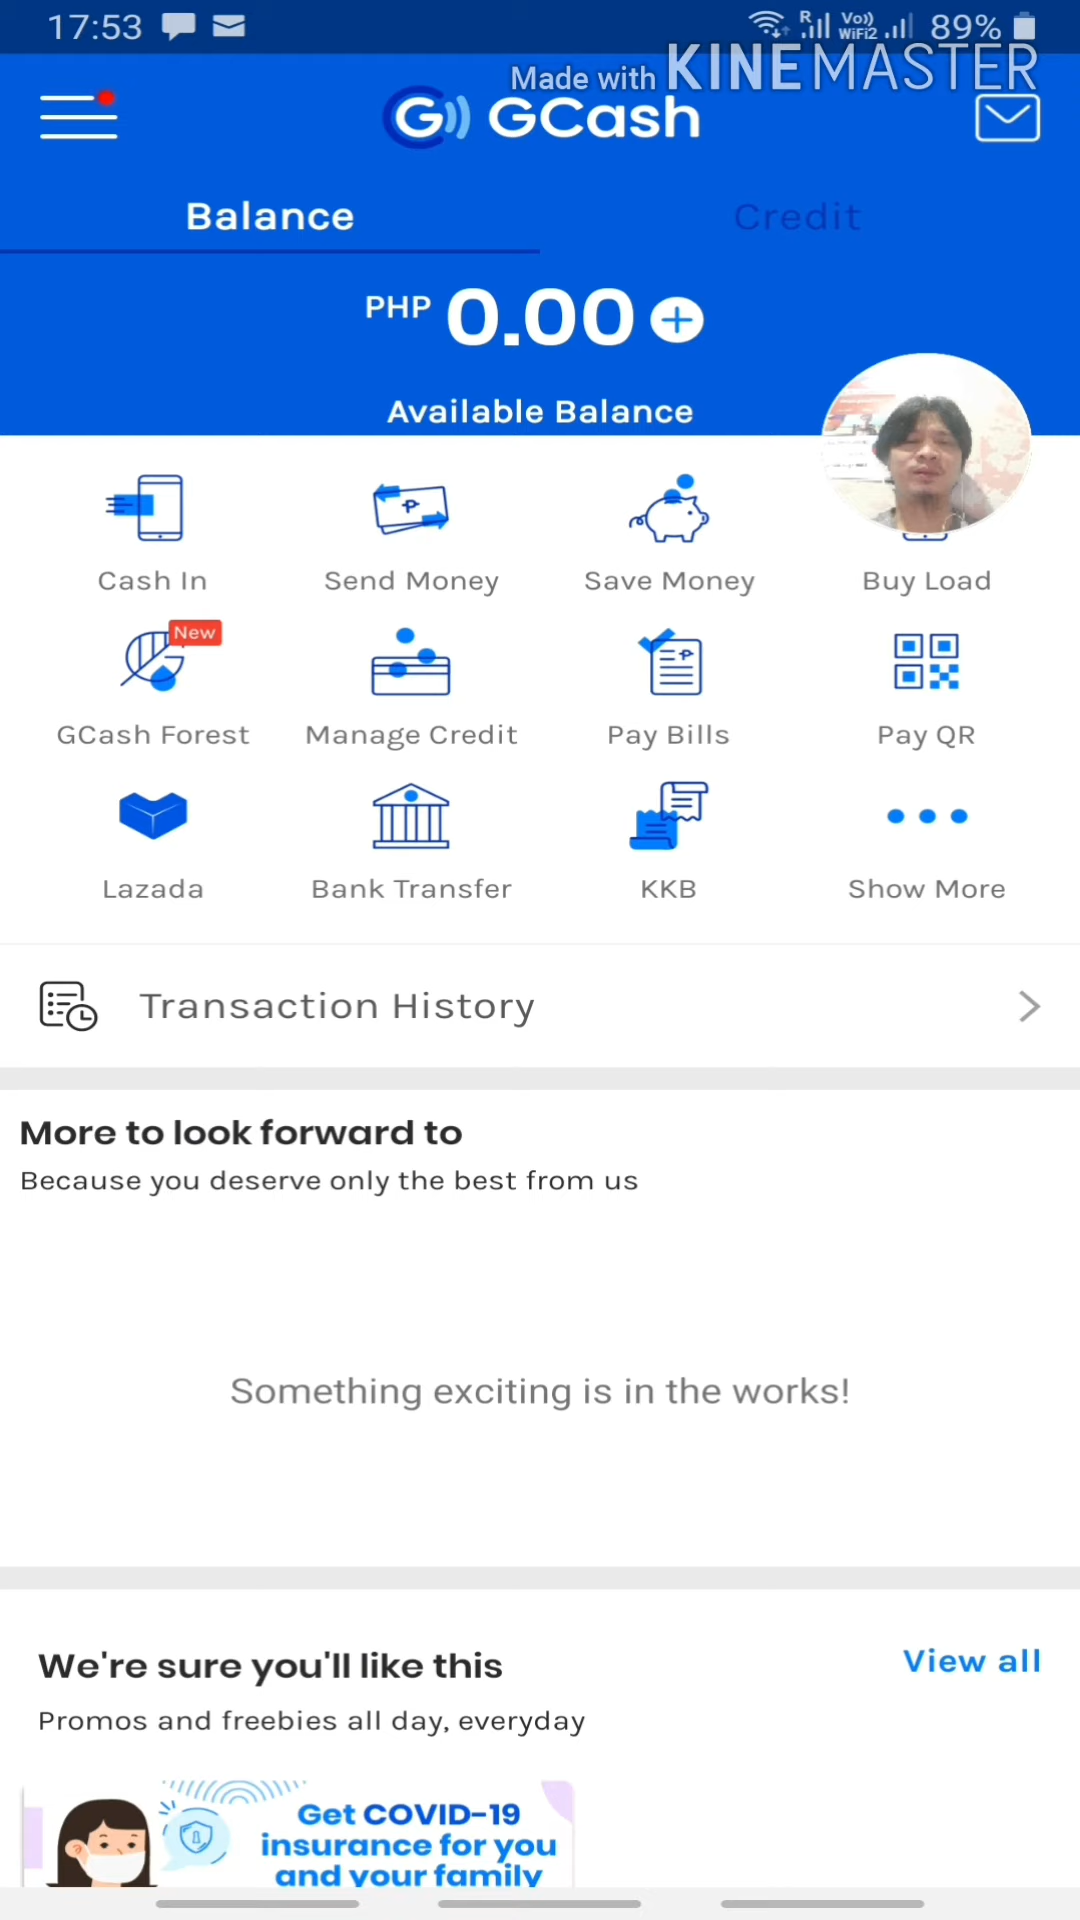 17:53
R
Vo))
WiFi2
89%
Made with KINEMASTER
G
GCash
Balance
Credit
PHP 0.00
Available Balance
Cash In
Send Money
Save Money
Buy Load
New
GCash Forest
Manage Credit
Pay Bills
Pay QR
Lazada
Bank Transfer
KKB
Show More
Transaction History
More to look forward to
Because you deserve only the best from us
Something exciting is in the works!
We're sure you'll like this
View all
Promos and freebies all day, everyday
Get COVID-19
insurance for you
and your family